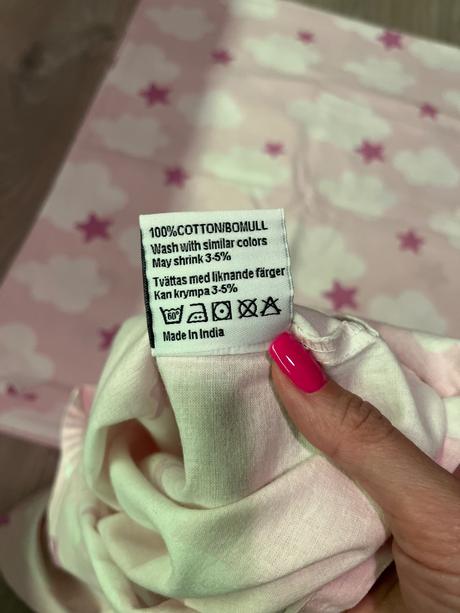 100%COTTON/BOMULL
Wash with similar colors
May shrink 3-5%
Tvättas med liknande färger
Kan krympa 3-5%
60°
Made in India